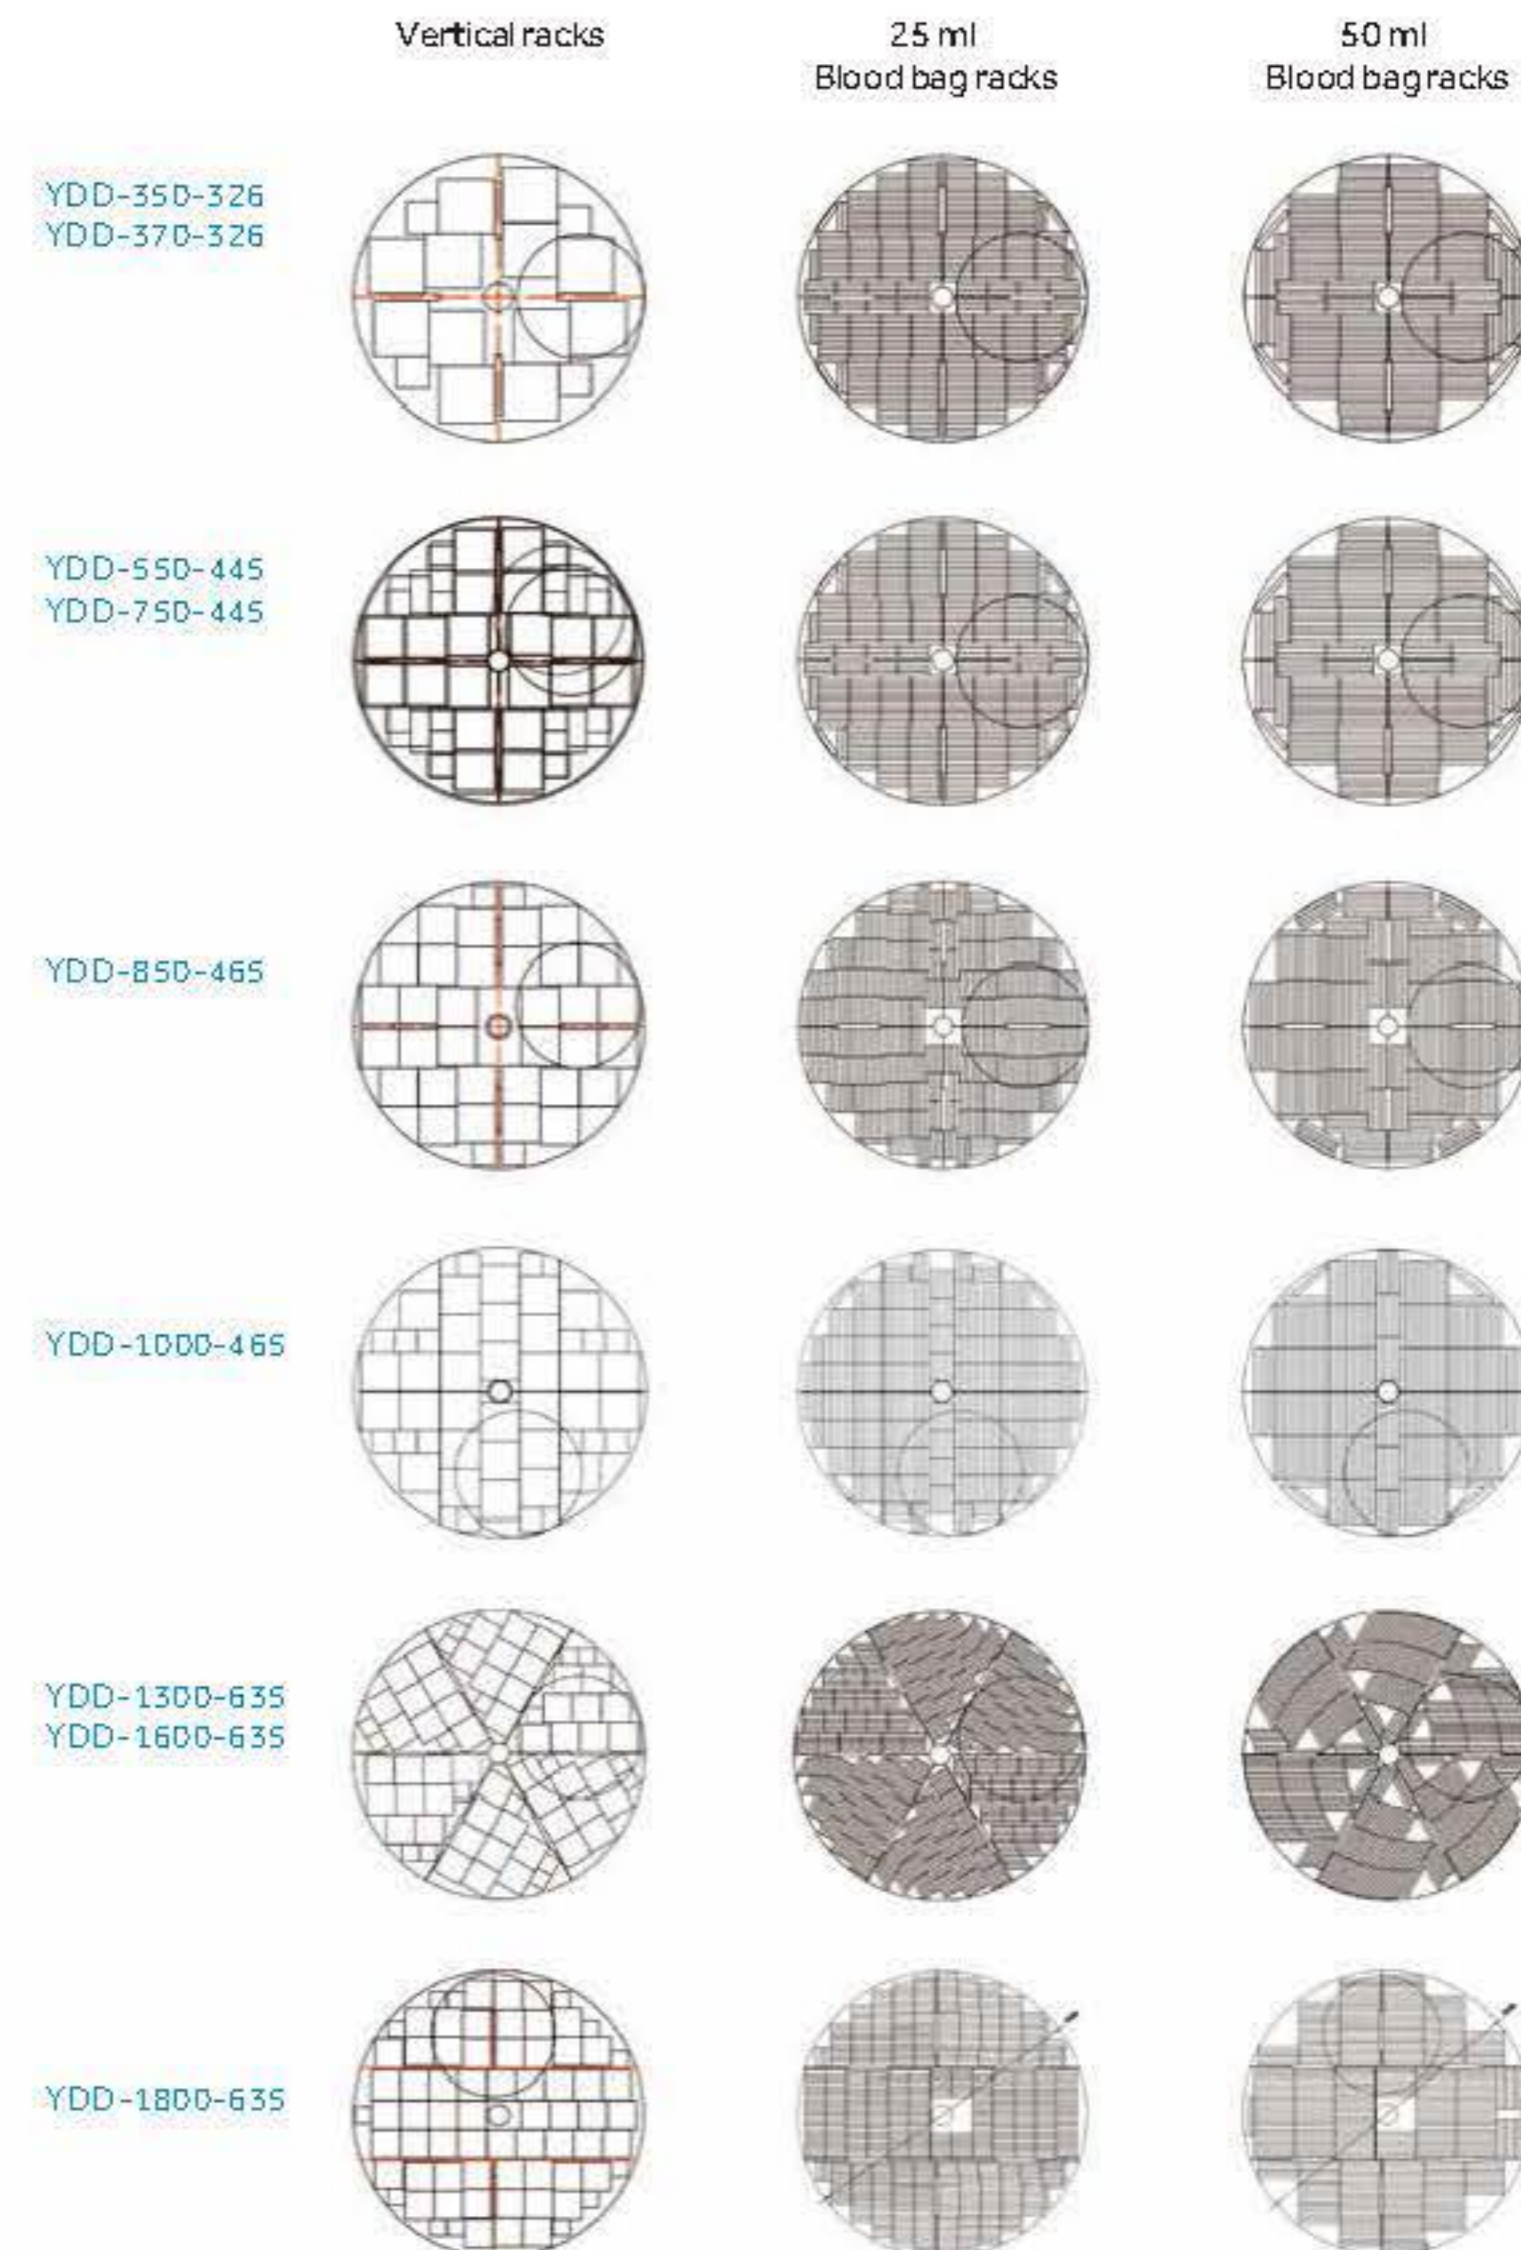 Vertical racks
25 ml
Blood bag racks
50 ml
Blood bag racks
YDD-350-326
YDD-370-326
YDD-550-445
YDD-750-445
YDD-850-465
YDD-1000-465
YDD-1300-635
YDD-1600-635
YDD-1800-635